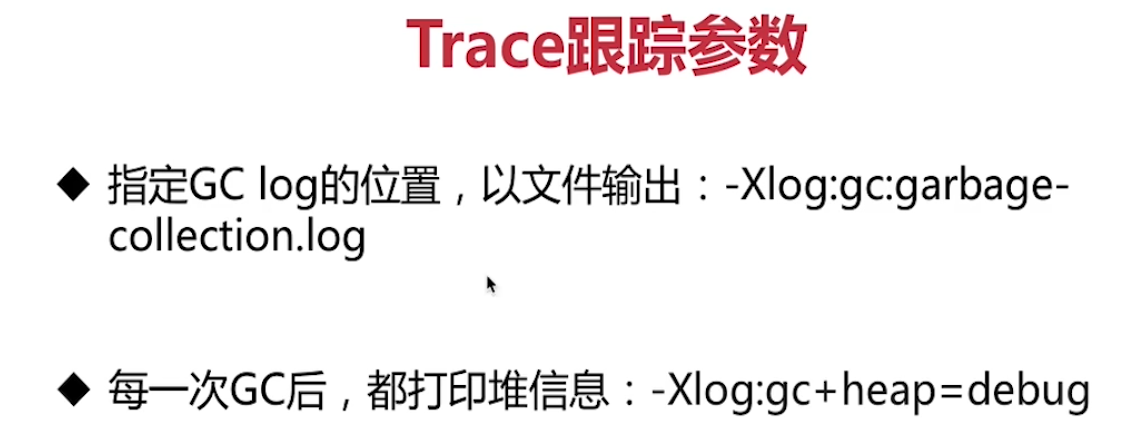 Trace跟踪参数
◆ 指定GC log的位置，以文件输出：-Xlog:gc:garbage-
collection.log
◆ 每一次GC后，都打印堆信息：-Xlog:gc+heap=debug